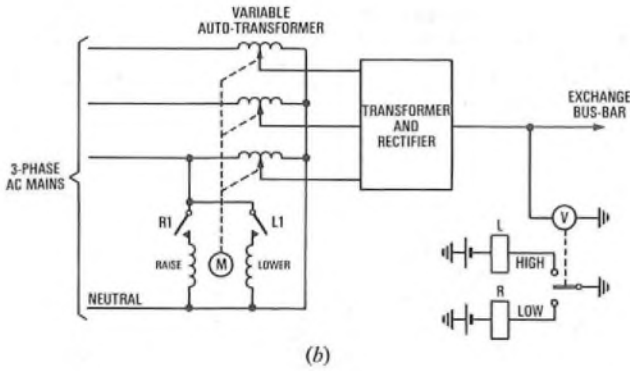 VARIABLE
AUTO-TRANSFORMER
TRANSFORMER
AND
RECTIFIER
EXCHANGE
BUS-BAR
3-PHASE
AC MAINS
R1
L1
RAISE
M
LOWER
NEUTRAL
V
L
HIGH
R
LOW
(b)